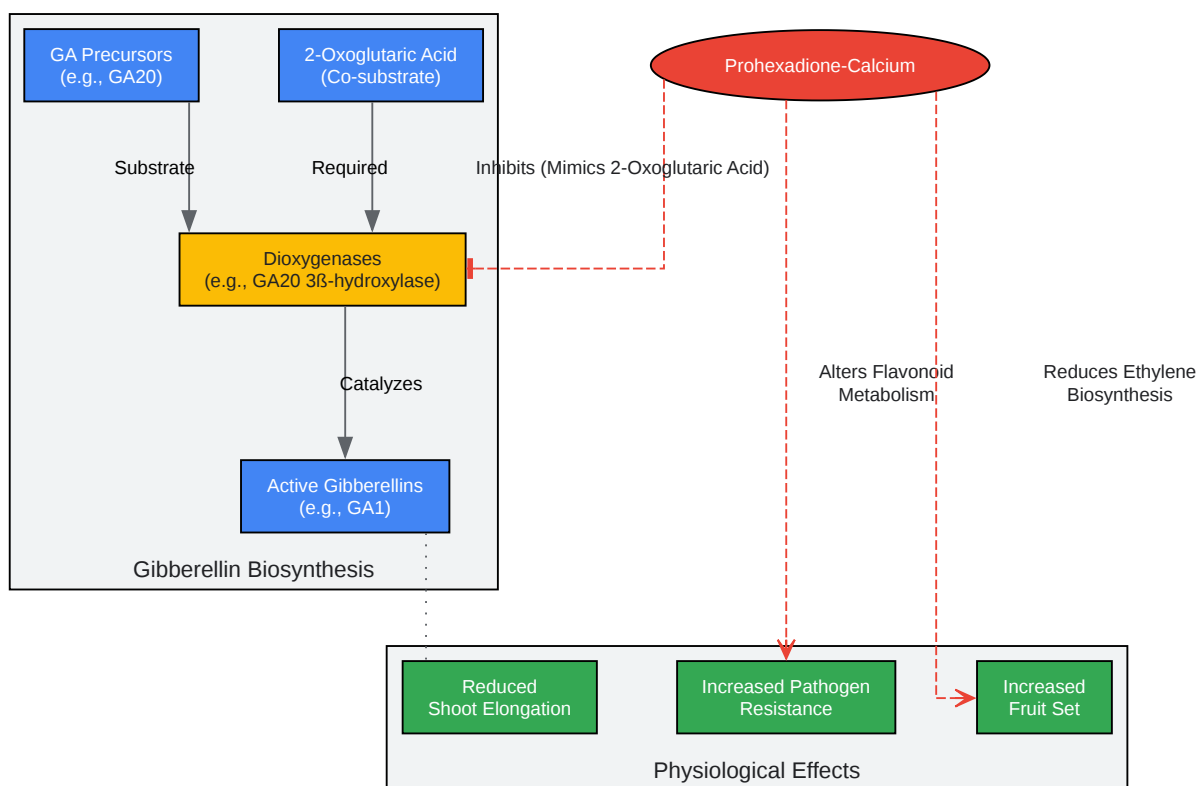 GA Precursors
(e.g., GA20)
2-Oxoglutaric Acid
(Co-substrate)
Prohexadione-Calcium
Substrate
Required
Inhibits (Mimics 2-Oxoglutaric Acid)
Dioxygenases
(e.g., GA20 3ß-hydroxylase)
Catalyzes
Alters Flavonoid
Metabolism
Reduces Ethylene
Biosynthesis
Active Gibberellins
(e.g., GA1)
Gibberellin Biosynthesis
Reduced
Shoot Elongation
Increased Pathogen
Resistance
Increased
Fruit Set
Physiological Effects